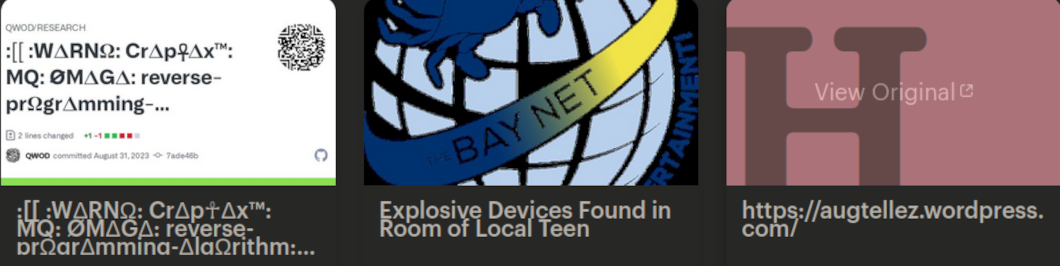 QWOD/RESEARCH
:[[ :WΔRNΩ: CrΔp♀Δx™:
MQ: ØMΔGΔ: reverse-
prΩgrΔmming-...
2 lines changed +1 -1
QWOD committed August 31, 2023 7ade46b
:[[ :WΔRNΩ: CrΔp♀Δx™:
MQ: ØMΔGΔ: reverse-
prΩgrΔmming-ΔlgΩrithm:...
THE BAY NET
ERTAINMENT!
Explosive Devices Found in
Room of Local Teen
H
View Original
https://augtellez.wordpress.
com/